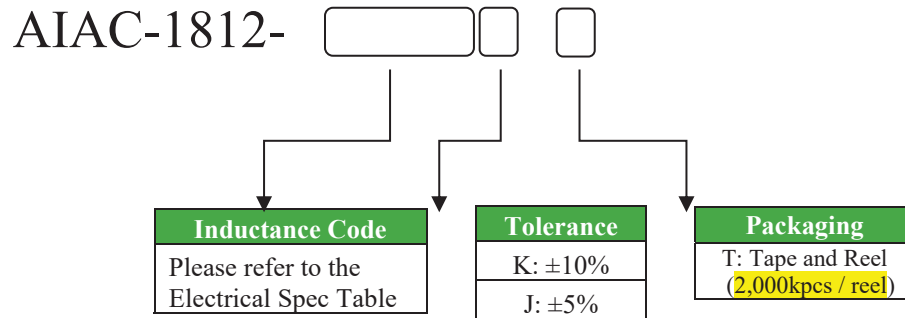 AIAC-1812-
Inductance Code
Please refer to the
Electrical Spec Table
Tolerance
K: ±10%
J: ±5%
Packaging
T: Tape and Reel
(2,000kpcs / reel)